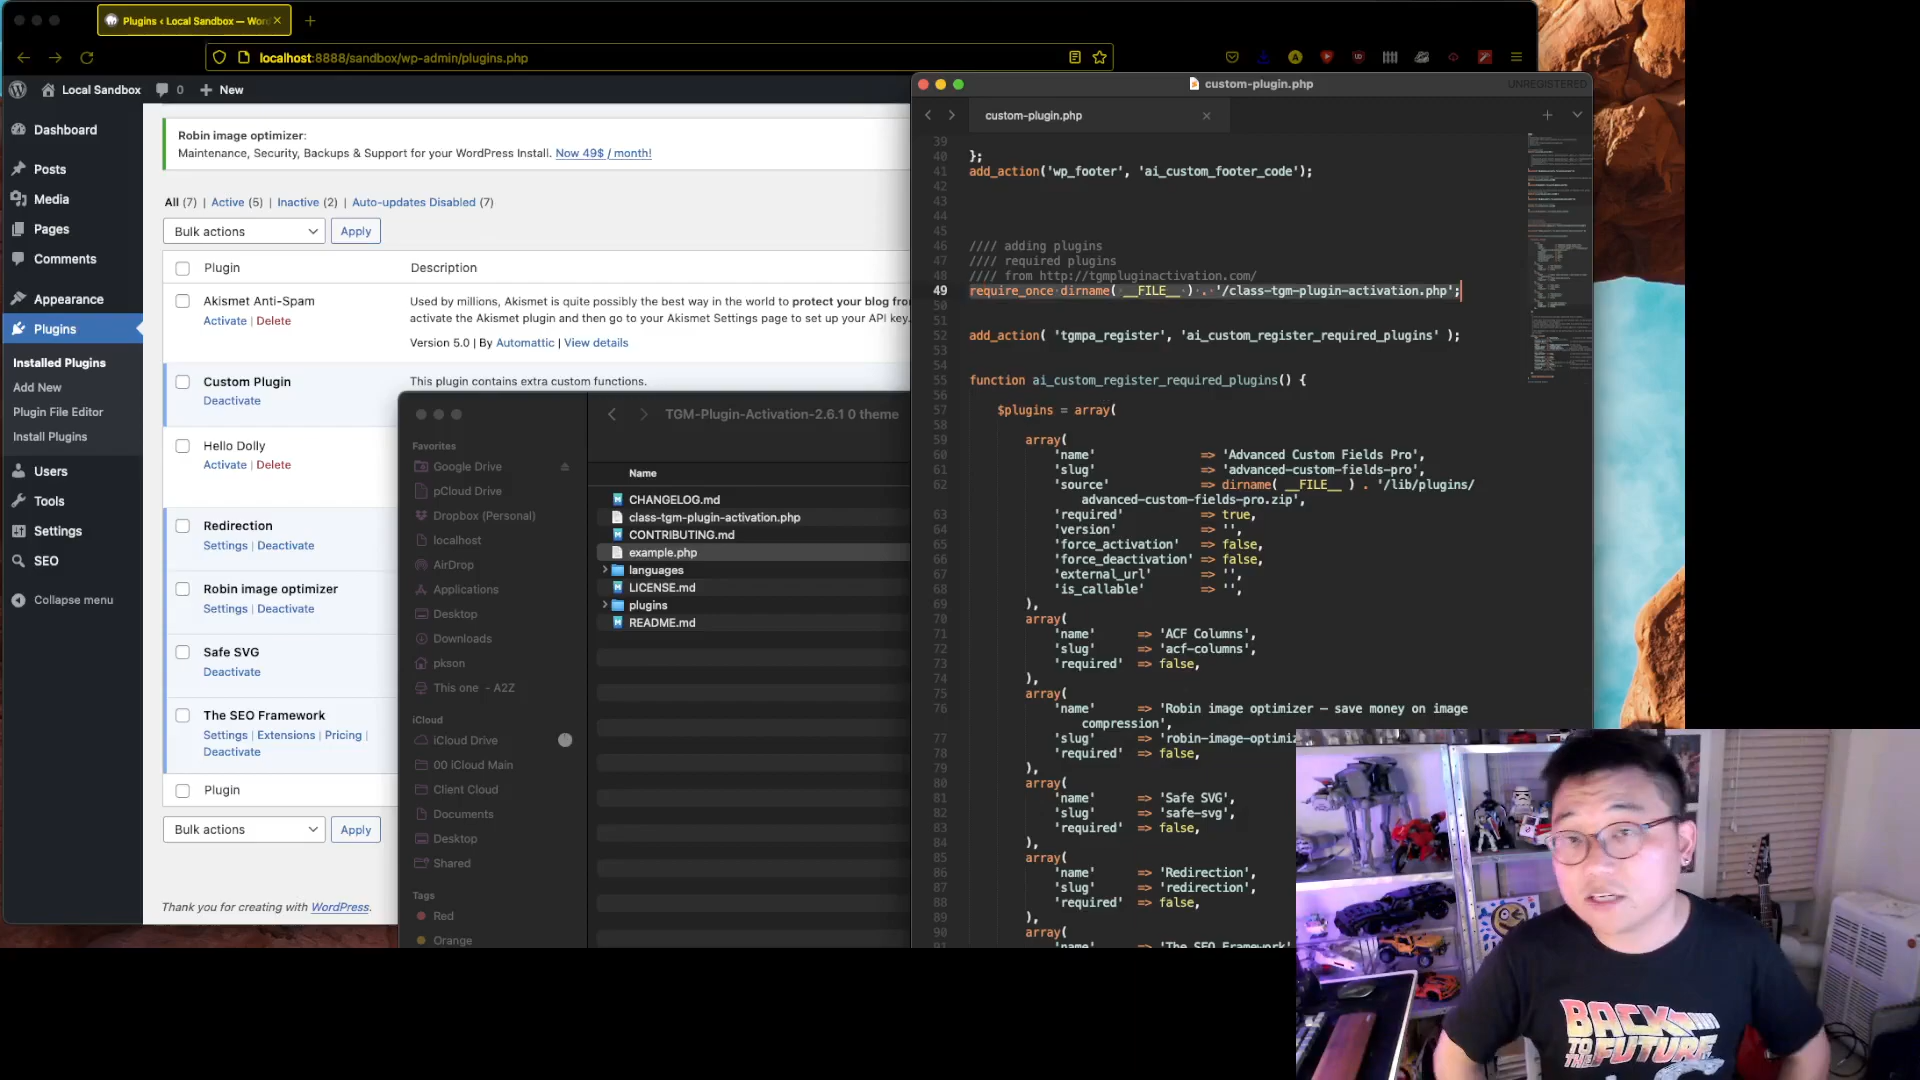 Plugins ‹ Local Sandbox — Wor
localhost:8888/sandbox/wp-admin/plugins.php
Local Sandbox
0
New
Dashboard
Posts
Media
Pages
Comments
Appearance
Plugins
Installed Plugins
Add New
Plugin File Editor
Install Plugins
Users
Tools
Settings
SEO
Collapse menu
Robin image optimizer:
Maintenance, Security, Backups & Support for your WordPress Install. Now 49$ / month!
All (7) | Active (5) | Inactive (2) | Auto-updates Disabled (7)
Bulk actions
Apply
Plugin Description
Akismet Anti-Spam
Activate | Delete
Used by millions, Akismet is quite possibly the best way in the world to protect your blog fro
activate the Akismet plugin and then go to your Akismet Settings page to set up your API key.
Version 5.0 | By Automattic | View details
Custom Plugin
Deactivate
This plugin contains extra custom functions.
Hello Dolly
Activate | Delete
Redirection
Settings | Deactivate
Robin image optimizer
Settings | Deactivate
Safe SVG
Deactivate
The SEO Framework
Settings | Extensions | Pricing |
Deactivate
Plugin
Bulk actions
Apply
Thank you for creating with WordPress.
TGM-Plugin-Activation-2.6.1 0 theme
Favorites
Google Drive
pCloud Drive
Dropbox (Personal)
localhost
AirDrop
Applications
Desktop
Downloads
pkson
This one - A2Z
iCloud
iCloud Drive
00 iCloud Main
Client Cloud
Documents
Desktop
Shared
Tags
Red
Orange
Name
CHANGELOG.md
class-tgm-plugin-activation.php
CONTRIBUTING.md
example.php
languages
LICENSE.md
plugins
README.md
custom-plugin.php
UNREGISTERED
custom-plugin.php
39
40 };
41 add_action('wp_footer', 'ai_custom_footer_code');
42
43
44
45
46 //// adding plugins
47 //// required plugins
48 //// from http://tgmpluginactivation.com/
49 require_once dirname( __FILE__ ) . '/class-tgm-plugin-activation.php';
50
51
52 add_action( 'tgmpa_register', 'ai_custom_register_required_plugins' );
53
54
55 function ai_custom_register_required_plugins() {
56
57 $plugins = array(
58
59 array(
60 'name' => 'Advanced Custom Fields Pro',
61 'slug' => 'advanced-custom-fields-pro',
62 'source' => dirname( __FILE__ ) . '/lib/plugins/
advanced-custom-fields-pro.zip',
63 'required' => true,
64 'version' => '',
65 'force_activation' => false,
66 'force_deactivation' => false,
67 'external_url' => '',
68 'is_callable' => '',
69 ),
70 array(
71 'name' => 'ACF Columns',
72 'slug' => 'acf-columns',
73 'required' => false,
74 ),
75 array(
76 'name' => 'Robin image optimizer — save money on image
compression',
77 'slug' => 'robin-image-optimiz
78 'required' => false,
79 ),
80 array(
81 'name' => 'Safe SVG',
82 'slug' => 'safe-svg',
83 'required' => false,
84 ),
85 array(
86 'name' => 'Redirection',
87 'slug' => 'redirection',
88 'required' => false,
89 ),
90 array(
91 'name' => 'The SEO Framework'
BACK
TO THE FUTURE